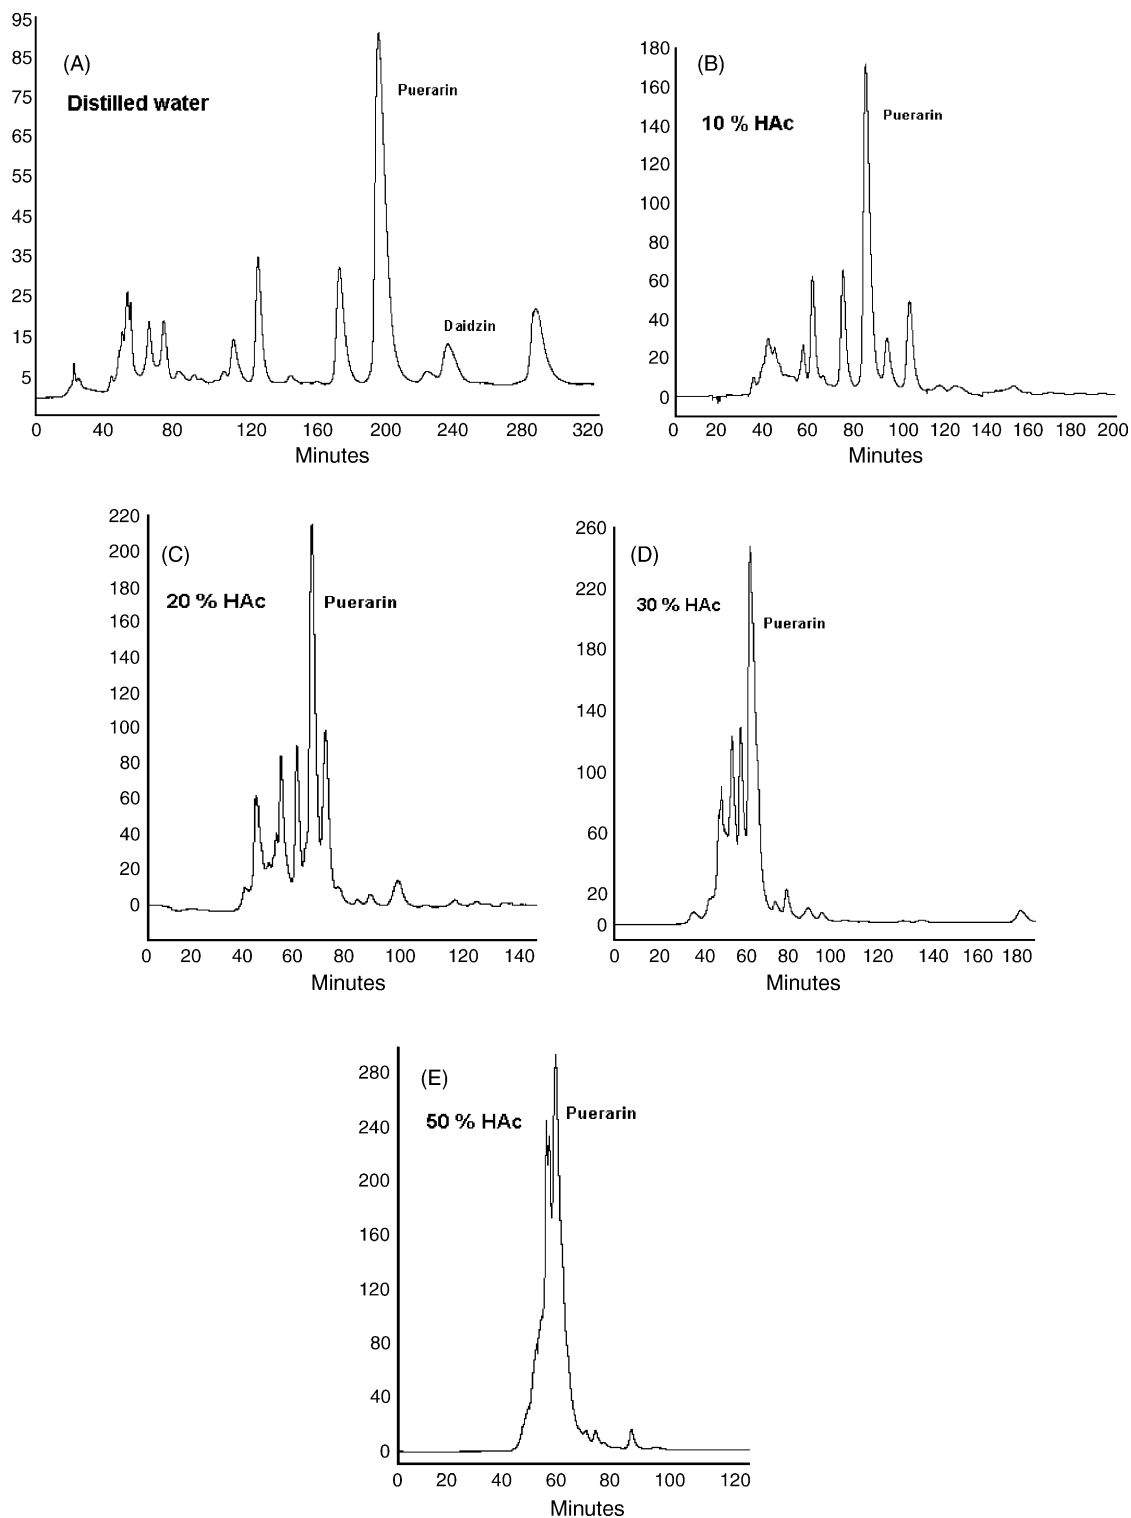 95
(A)
85
Puerarin
75
Distilled water
65
55
45
35
25
Daidzin
15
5
0 40 80 120 160 200 240 280 320
Minutes
180
(B)
160
10 % HAc
Puerarin
140
120
100
80
60
40
20
0
0 20 40 60 80 100 120 140 160 180 200
Minutes
220
(C)
200
180
20 % HAc
Puerarin
160
140
120
100
80
60
40
20
0
0 20 40 60 80 100 120 140
Minutes
260
(D)
220
30 % HAc
Puerarin
180
140
100
60
20
0
0 20 40 60 80 100 120 140 160 180
Minutes
280
(E)
50 % HAc
Puerarin
240
200
160
120
80
40
0
0 20 40 60 80 100 120
Minutes